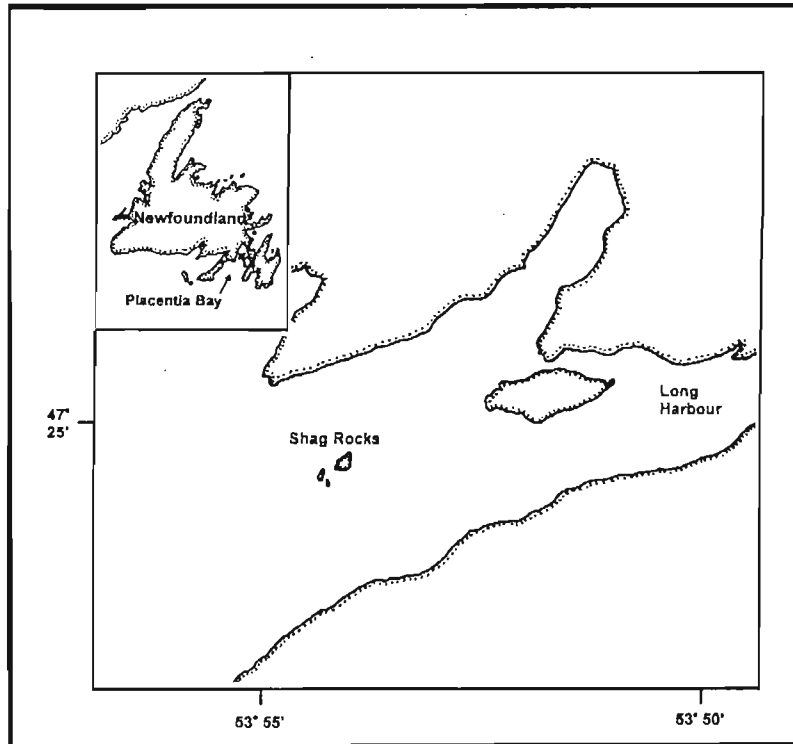 Newfoundland
Placentia Bay
Long
Harbour
47°
25'
Shag Rocks
53° 55'
53° 50'